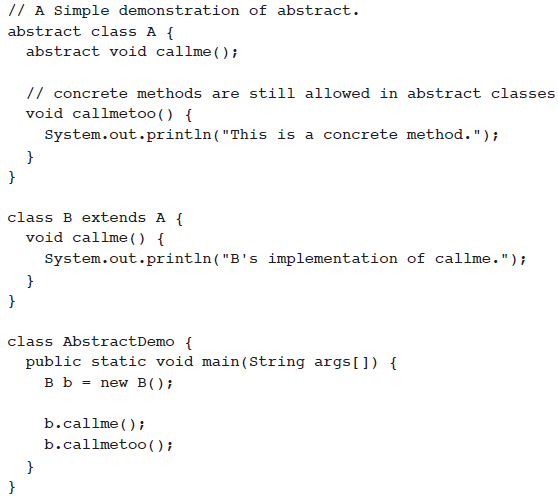 // A Simple demonstration of abstract.
abstract class A {
  abstract void callme();

  // concrete methods are still allowed in abstract classes
  void callmetoo() {
    System.out.println("This is a concrete method.");
  }
}

class B extends A {
  void callme() {
    System.out.println("B's implementation of callme.");
  }
}

class AbstractDemo {
  public static void main(String args[]) {
    B b = new B();

    b.callme();
    b.callmetoo();
  }
}